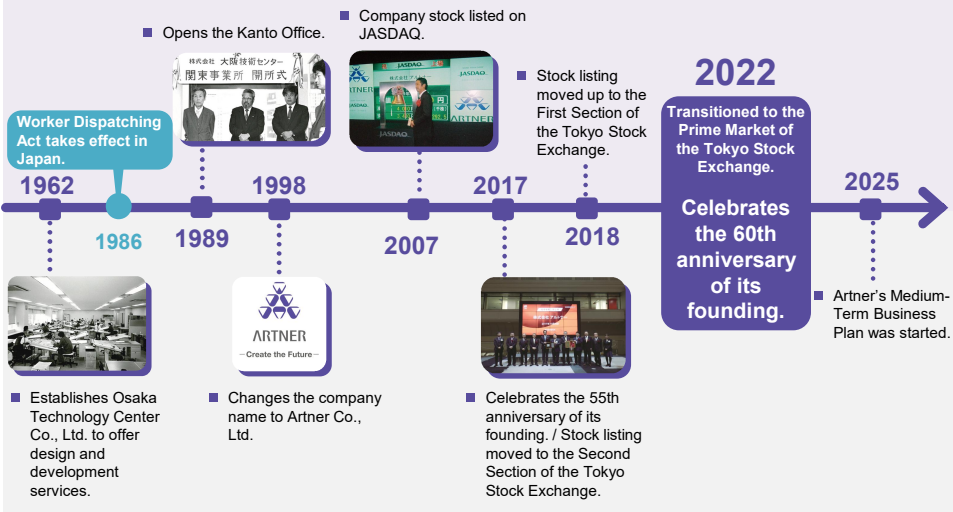 Opens the Kanto Office.
株式会社 大阪技術センター
関東事業所 開所式
Company stock listed on
JASDAQ.
JASDAQ
ARTNER
JASDAQ
ARTNER
JASDAQ
Stock listing
moved up to the
First Section of
the Tokyo Stock
Exchange.
2022
Transitioned to the
Prime Market of
the Tokyo Stock
Exchange.
Celebrates
the 60th
anniversary
of its
founding.
Worker Dispatching
Act takes effect in
Japan.
1962
1986
1989
1998
2007
2017
2018
2025
Establishes Osaka
Technology Center
Co., Ltd. to offer
design and
development
services.
ARTNER
Create the Future
Changes the company
name to Artner Co.,
Ltd.
Celebrates the 55th
anniversary of its
founding. / Stock listing
moved to the Second
Section of the Tokyo
Stock Exchange.
Artner’s Medium-
Term Business
Plan was started.